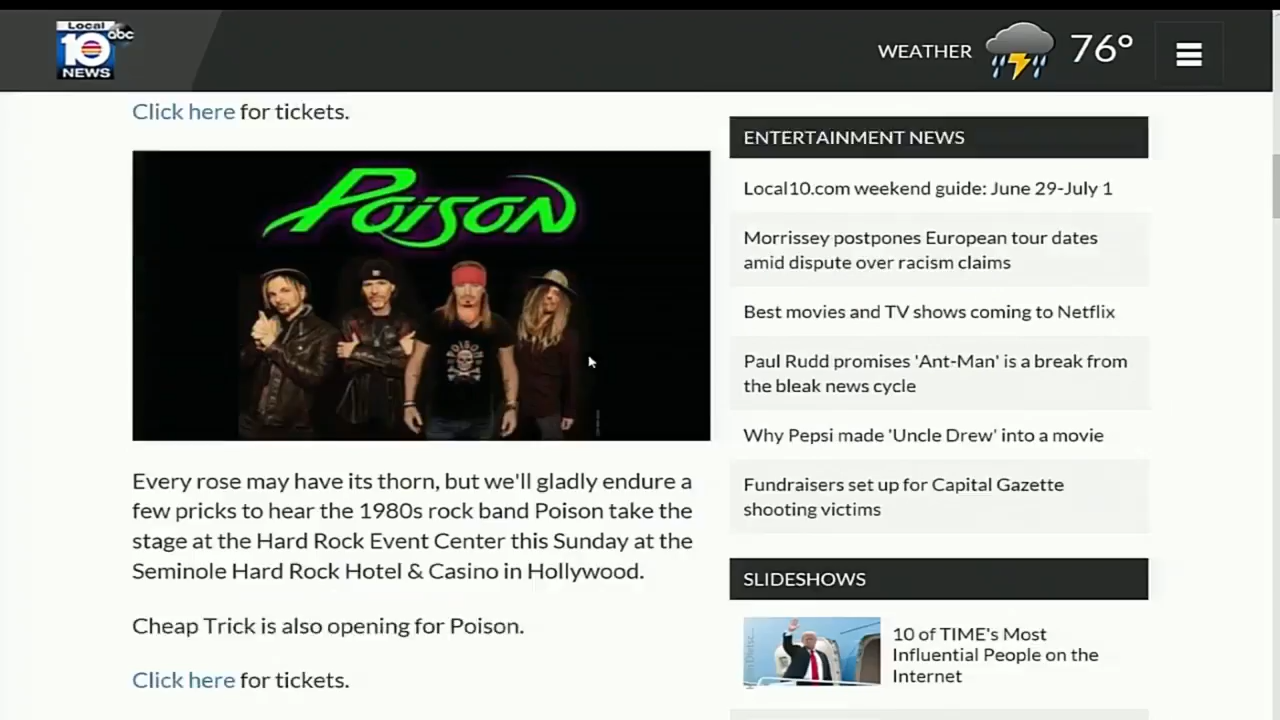 Local
10
abc
NEWS
WEATHER
76°
Click here for tickets.
POISON
POISON
Every rose may have its thorn, but we'll gladly endure a
few pricks to hear the 1980s rock band Poison take the
stage at the Hard Rock Event Center this Sunday at the
Seminole Hard Rock Hotel & Casino in Hollywood.
Cheap Trick is also opening for Poison.
Click here for tickets.
ENTERTAINMENT NEWS
Local10.com weekend guide: June 29-July 1
Morrissey postpones European tour dates
amid dispute over racism claims
Best movies and TV shows coming to Netflix
Paul Rudd promises 'Ant-Man' is a break from
the bleak news cycle
Why Pepsi made 'Uncle Drew' into a movie
Fundraisers set up for Capital Gazette
shooting victims
SLIDESHOWS
10 of TIME's Most
Influential People on the
Internet